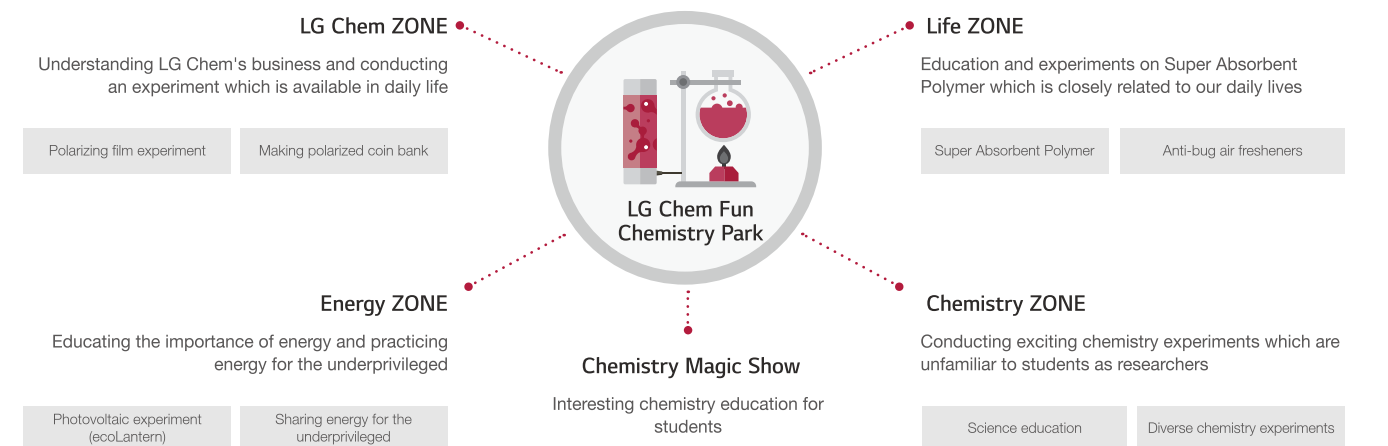 LG Chem ZONE
Understanding LG Chem's business and conducting
an experiment which is available in daily life
Polarizing film experiment
Making polarized coin bank
LG Chem Fun
Chemistry Park
Life ZONE
Education and experiments on Super Absorbent
Polymer which is closely related to our daily lives
Super Absorbent Polymer
Anti-bug air fresheners
Energy ZONE
Educating the importance of energy and practicing
energy for the underprivileged
Photovoltaic experiment
(ecoLantern)
Sharing energy for the
underprivileged
Chemistry Magic Show
Interesting chemistry education for
students
Chemistry ZONE
Conducting exciting chemistry experiments which are
unfamiliar to students as researchers
Science education
Diverse chemistry experiments